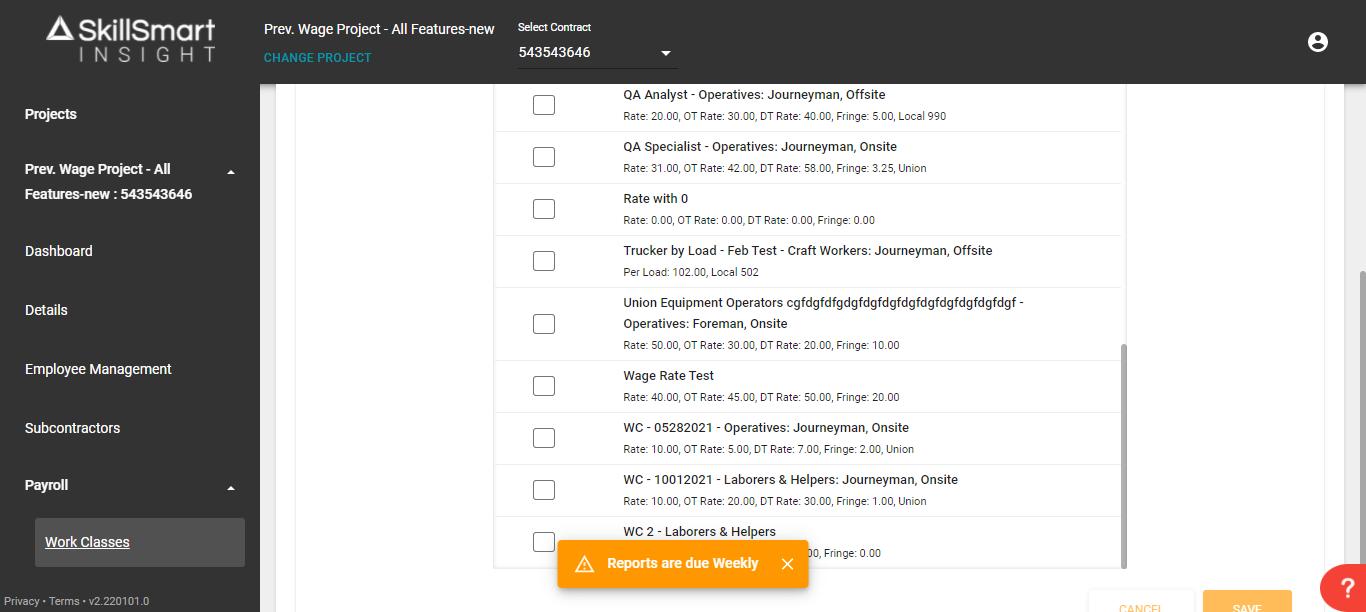 SkillSmart
INSIGHT
Prev. Wage Project - All Features-new
CHANGE PROJECT
Select Contract
543543646
Projects
Prev. Wage Project - All
Features-new : 543543646
Dashboard
Details
Employee Management
Subcontractors
Payroll
Work Classes
Privacy • Terms • v2.220101.0
QA Analyst - Operatives: Journeyman, Offsite
Rate: 20.00, OT Rate: 30.00, DT Rate: 40.00, Fringe: 5.00, Local 990
QA Specialist - Operatives: Journeyman, Onsite
Rate: 31.00, OT Rate: 42.00, DT Rate: 58.00, Fringe: 3.25, Union
Rate with 0
Rate: 0.00, OT Rate: 0.00, DT Rate: 0.00, Fringe: 0.00
Trucker by Load - Feb Test - Craft Workers: Journeyman, Offsite
Per Load: 102.00, Local 502
Union Equipment Operators cgfdgfdfgdgfdgfdgfdgfdgfdgfdgfdgfdgf -
Operatives: Foreman, Onsite
Rate: 50.00, OT Rate: 30.00, DT Rate: 20.00, Fringe: 10.00
Wage Rate Test
Rate: 40.00, OT Rate: 45.00, DT Rate: 50.00, Fringe: 20.00
WC - 05282021 - Operatives: Journeyman, Onsite
Rate: 10.00, OT Rate: 5.00, DT Rate: 7.00, Fringe: 2.00, Union
WC - 10012021 - Laborers & Helpers: Journeyman, Onsite
Rate: 10.00, OT Rate: 20.00, DT Rate: 30.00, Fringe: 1.00, Union
WC 2 - Laborers & Helpers
00, Fringe: 0.00
Reports are due Weekly
CANCEL
SAVE
?